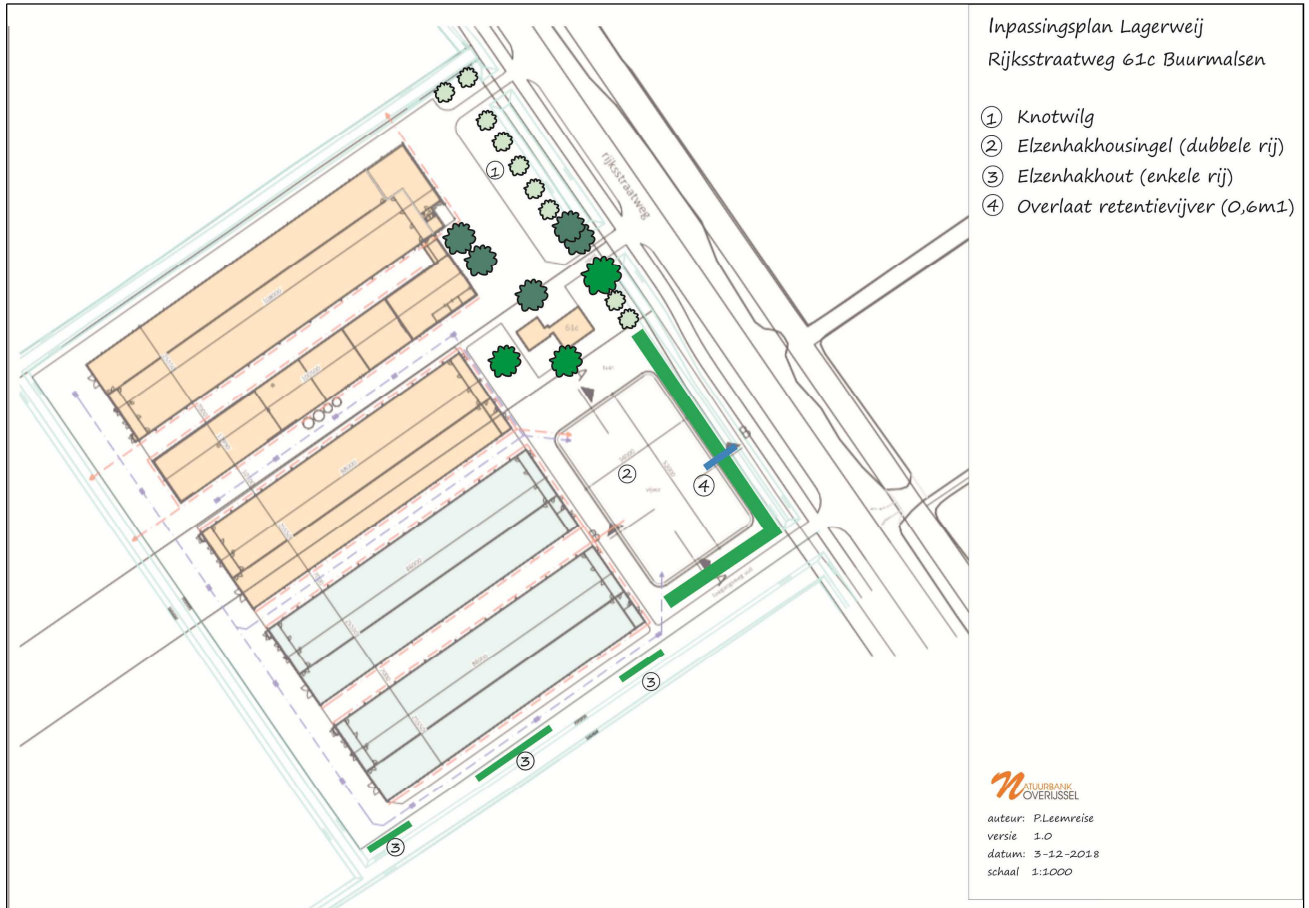 Inpassingsplan Lagerweij
Rijksstraatweg 61c Buurmalsen
1 Knotwilg
2 Elzenhakhousingel (dubbele rij)
3 Elzenhakhout (enkele rij)
4 Overlaat retentievijver (0,6m1)
rijksstraatweg
1
61c
A
B
2
4
vijver
B
A
3
3
3
NATUURBANK
OVERIJSSEL
auteur: P.Leemreise
versie 1.0
datum: 3-12-2018
schaal 1:1000